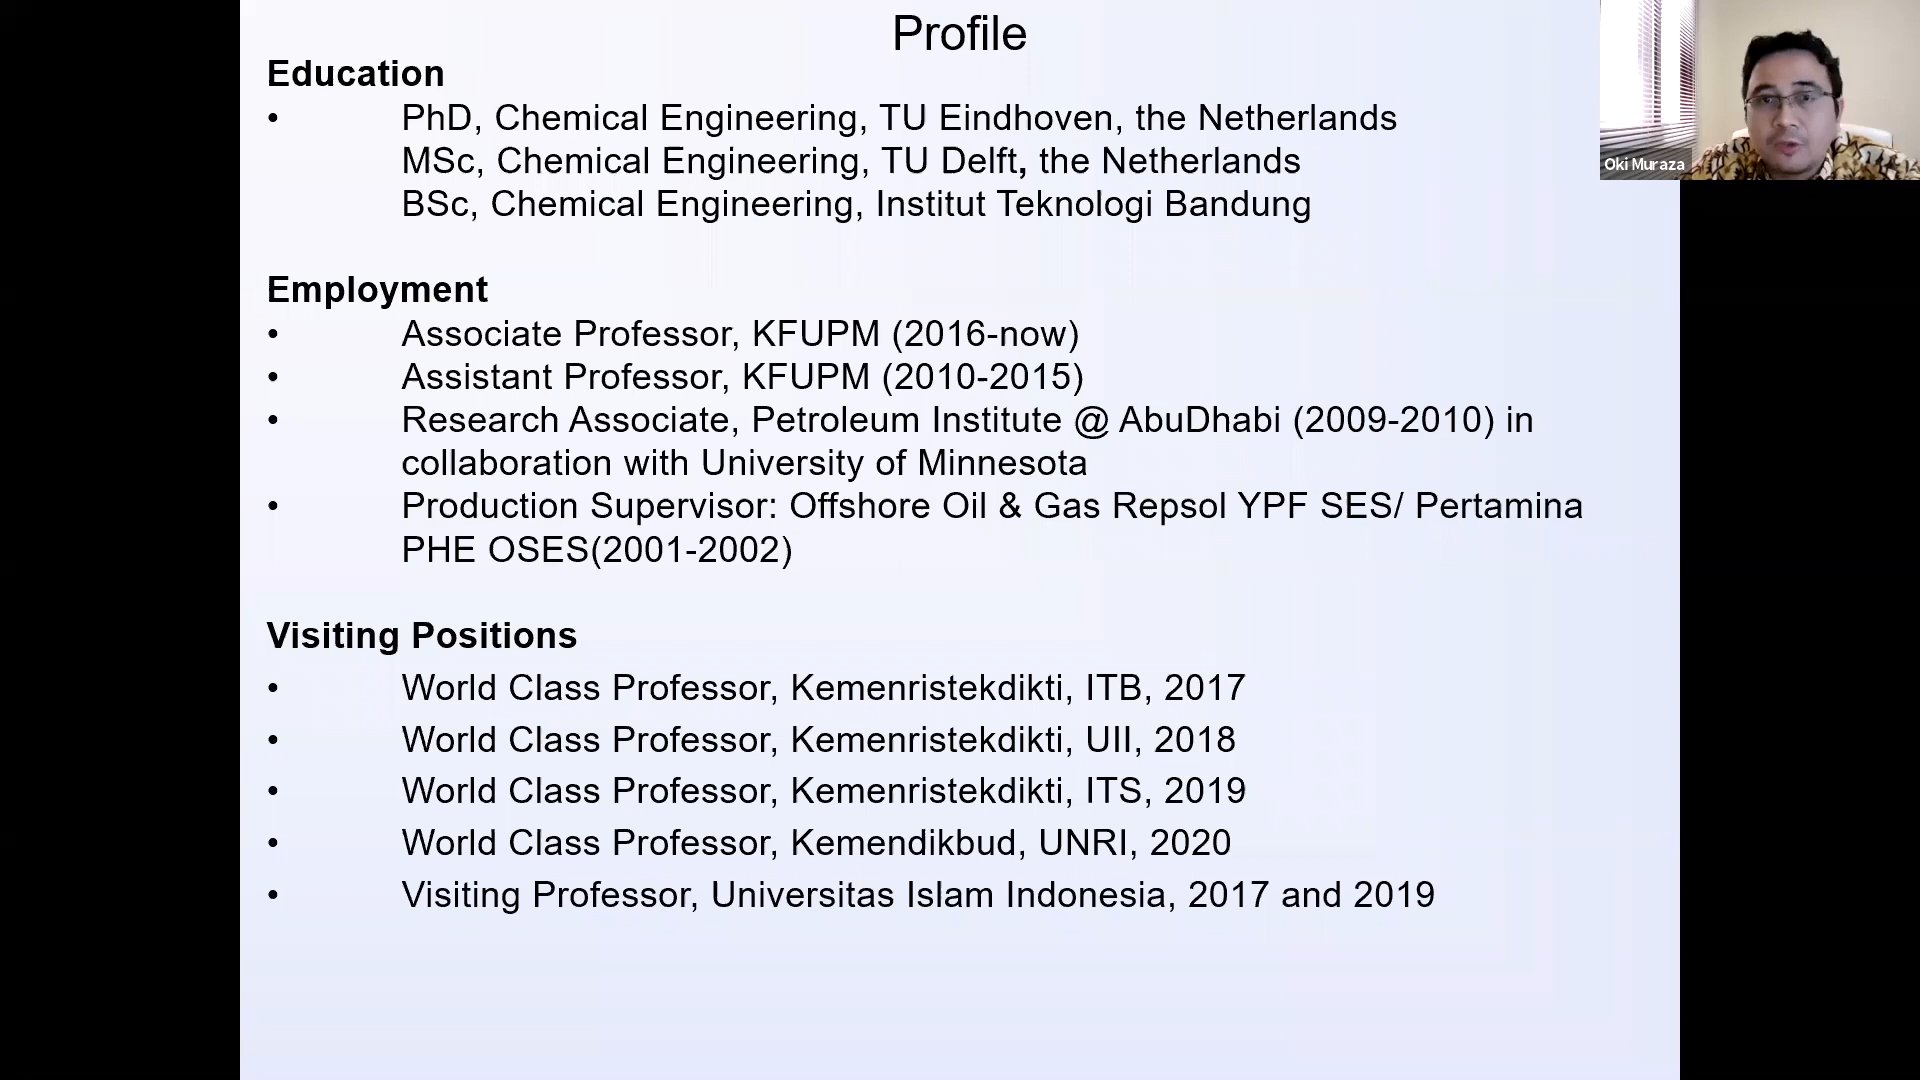 Profile
Education
• PhD, Chemical Engineering, TU Eindhoven, the Netherlands
MSc, Chemical Engineering, TU Delft, the Netherlands
BSc, Chemical Engineering, Institut Teknologi Bandung
Employment
• Associate Professor, KFUPM (2016-now)
• Assistant Professor, KFUPM (2010-2015)
• Research Associate, Petroleum Institute @ AbuDhabi (2009-2010) in
collaboration with University of Minnesota
• Production Supervisor: Offshore Oil & Gas Repsol YPF SES/ Pertamina
PHE OSES(2001-2002)
Visiting Positions
• World Class Professor, Kemenristekdikti, ITB, 2017
• World Class Professor, Kemenristekdikti, UII, 2018
• World Class Professor, Kemenristekdikti, ITS, 2019
• World Class Professor, Kemendikbud, UNRI, 2020
• Visiting Professor, Universitas Islam Indonesia, 2017 and 2019
Oki Muraza